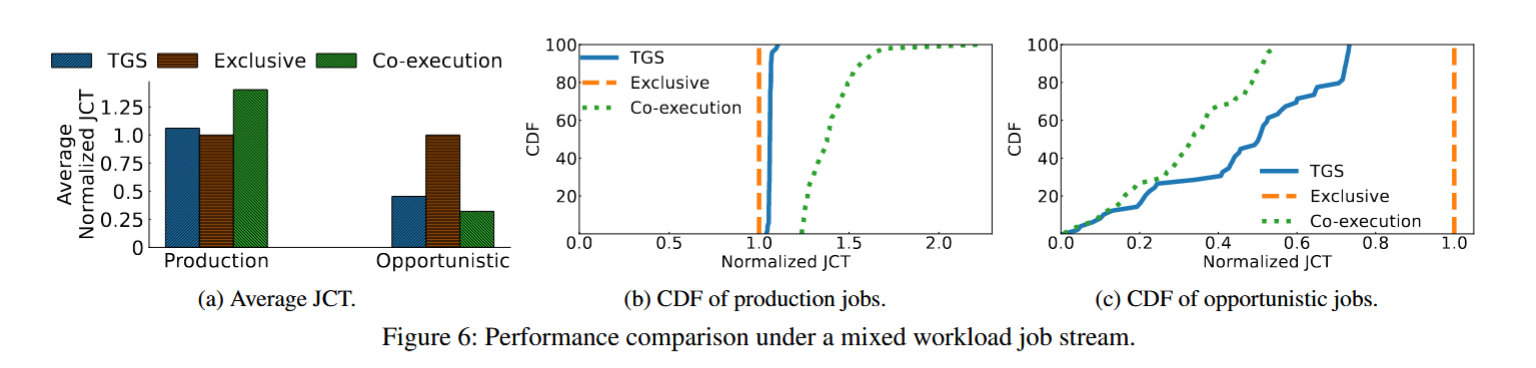 TGS Exclusive Co-execution
Average
Normalized JCT
1.25
1.0
0.75
0.5
0.25
0
Production Opportunistic
(a) Average JCT.
CDF
100
80
60
40
20
TGS
Exclusive
Co-execution
0.0 0.5 1.0 1.5 2.0
Normalized JCT
(b) CDF of production jobs.
CDF
100
80
60
40
20
TGS
Exclusive
Co-execution
0.0 0.2 0.4 0.6 0.8 1.0
Normalized JCT
(c) CDF of opportunistic jobs.
Figure 6: Performance comparison under a mixed workload job stream.